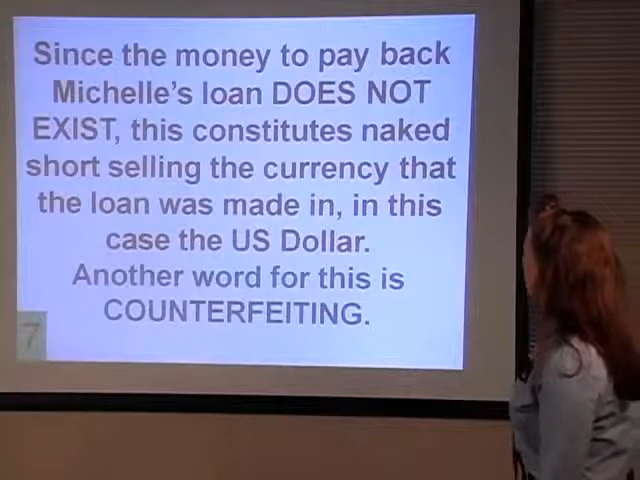 Since the money to pay back
Michelle's loan DOES NOT
EXIST, this constitutes naked
short selling the currency that
the loan was made in, in this
case the US Dollar.
Another word for this is
COUNTERFEITING.
7